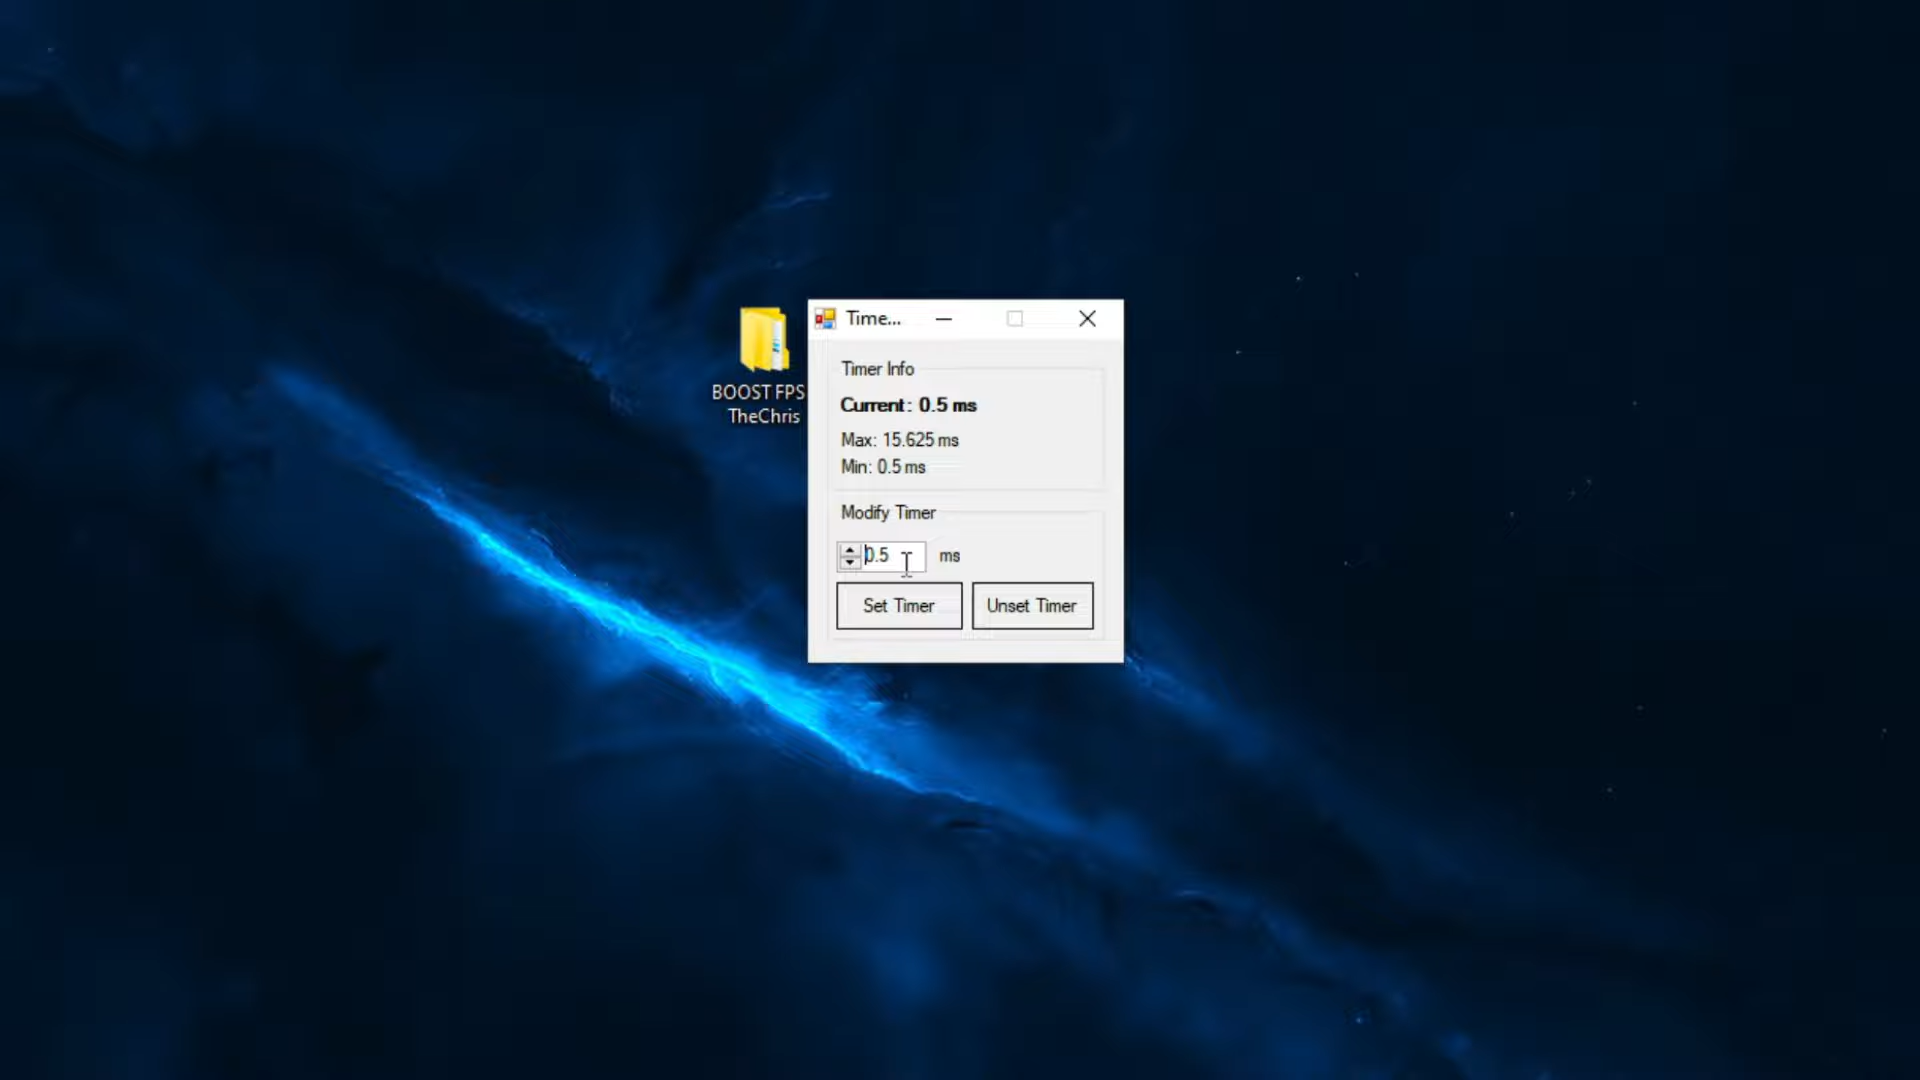 BOOST FPS
TheChris
Time...
Timer Info
Current: 0.5 ms
Max: 15.625 ms
Min: 0.5 ms
Modify Timer
0.5 ms
Set Timer
Unset Timer